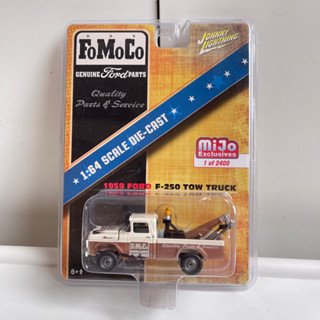 FoMoCo
GENUINE Ford PARTS
Quality
Parts & Service
JOHNNY
LIGHTNING
1:64 SCALE DIE-CAST
MiJo
Exclusives
1 of 2400
1959 FORD F-250 TOW TRUCK
6+